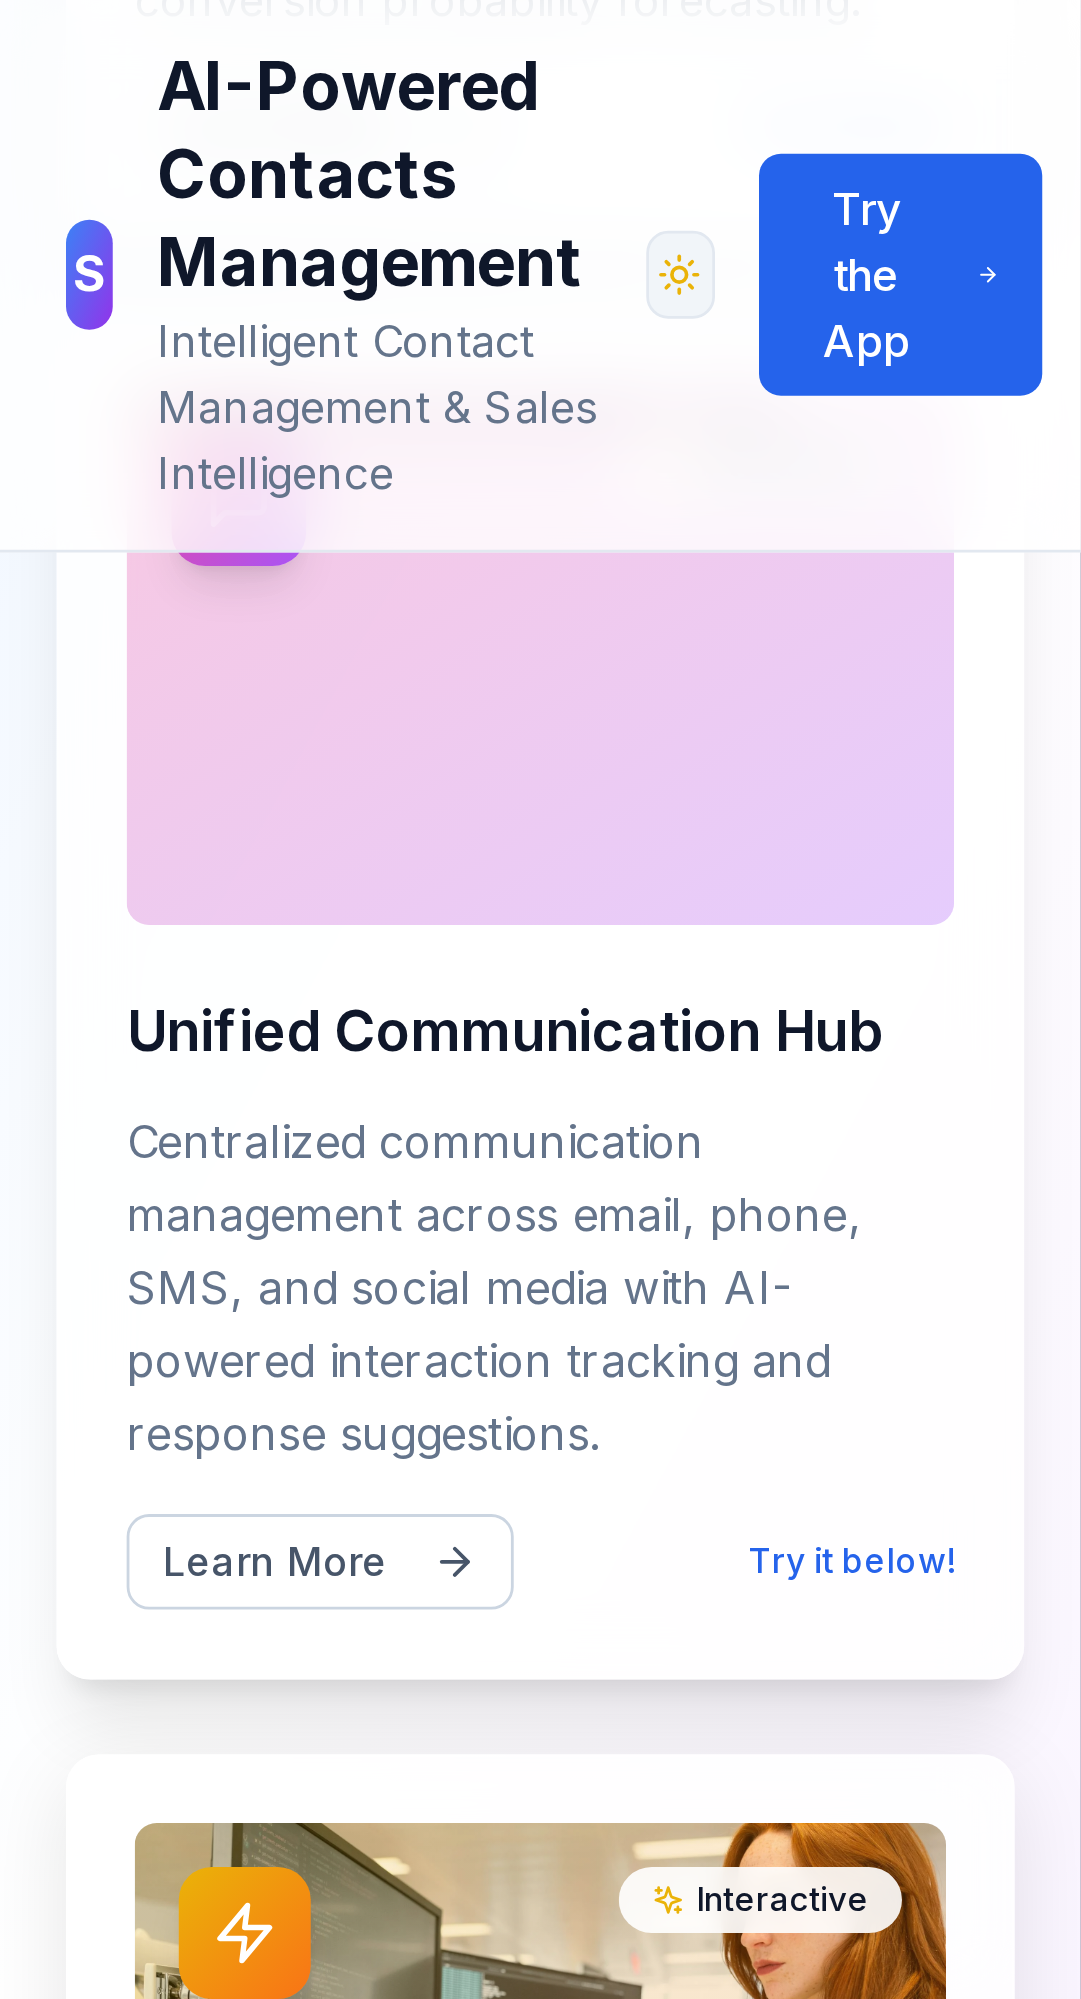 conversion probability forecasting.
AI-Powered
Contacts
Management
S
Intelligent Contact
Management & Sales
Intelligence
Try
the
App
Unified Communication Hub
Centralized communication
management across email, phone,
SMS, and social media with AI-
powered interaction tracking and
response suggestions.
Learn More
Try it below!
Interactive